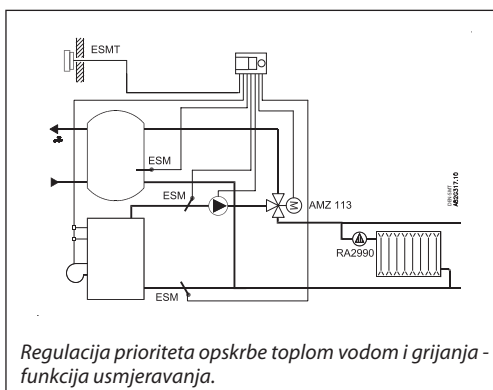 ESMT
ESM
ESM
AMZ 113
RA2990
ESM
Regulacija prioriteta opskrbe toplom vodom i grijanja -
funkcija usmjeravanja.